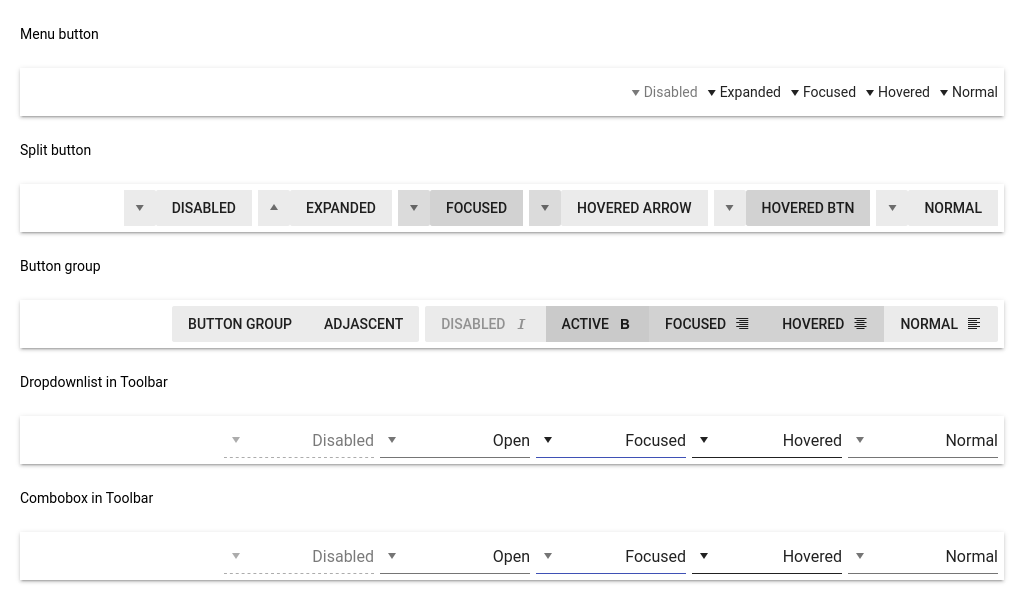 Menu button
Disabled Expanded Focused Hovered Normal
Split button
DISABLED EXPANDED FOCUSED HOVERED ARROW HOVERED BTN NORMAL
Button group
BUTTON GROUP ADJASCENT DISABLED I ACTIVE B FOCUSED HOVERED NORMAL
Dropdownlist in Toolbar
Disabled Open Focused Hovered Normal
Combobox in Toolbar
Disabled Open Focused Hovered Normal